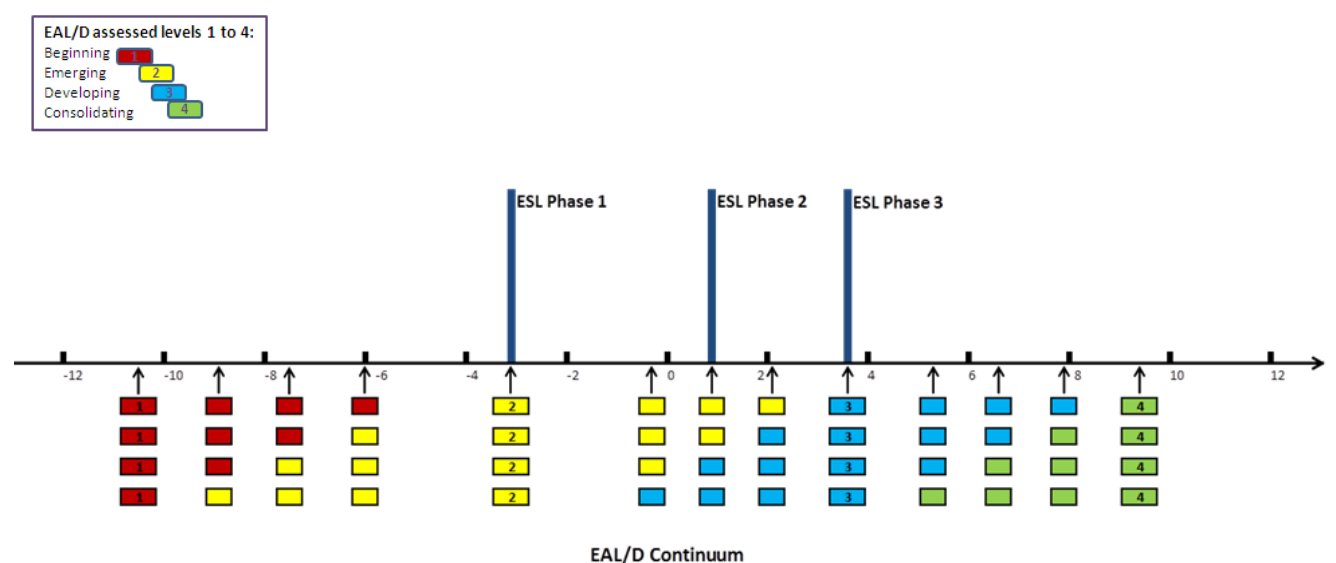 EAL/D assessed levels 1 to 4:
Beginning 1
Emerging 2
Developing 3
Consolidating 4
ESL Phase 1 ESL Phase 2 ESL Phase 3
-12 -10 -8 -6 -4 -2 0 2 4 6 8 10 12
1 2 3 4
1 2 3 4
1 2 3 4
1 2 3 4
EAL/D Continuum